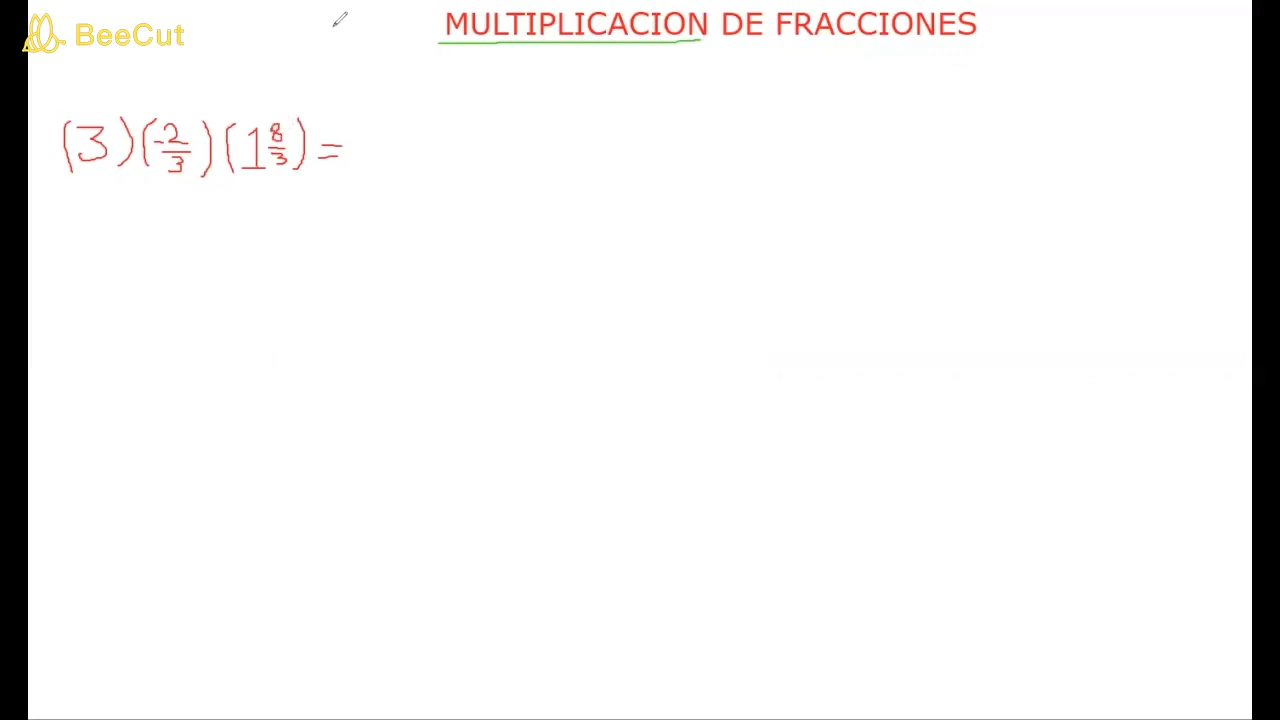 BeeCut
MULTIPLICACION DE FRACCIONES
(3)(-2/3)(1 8/3)=